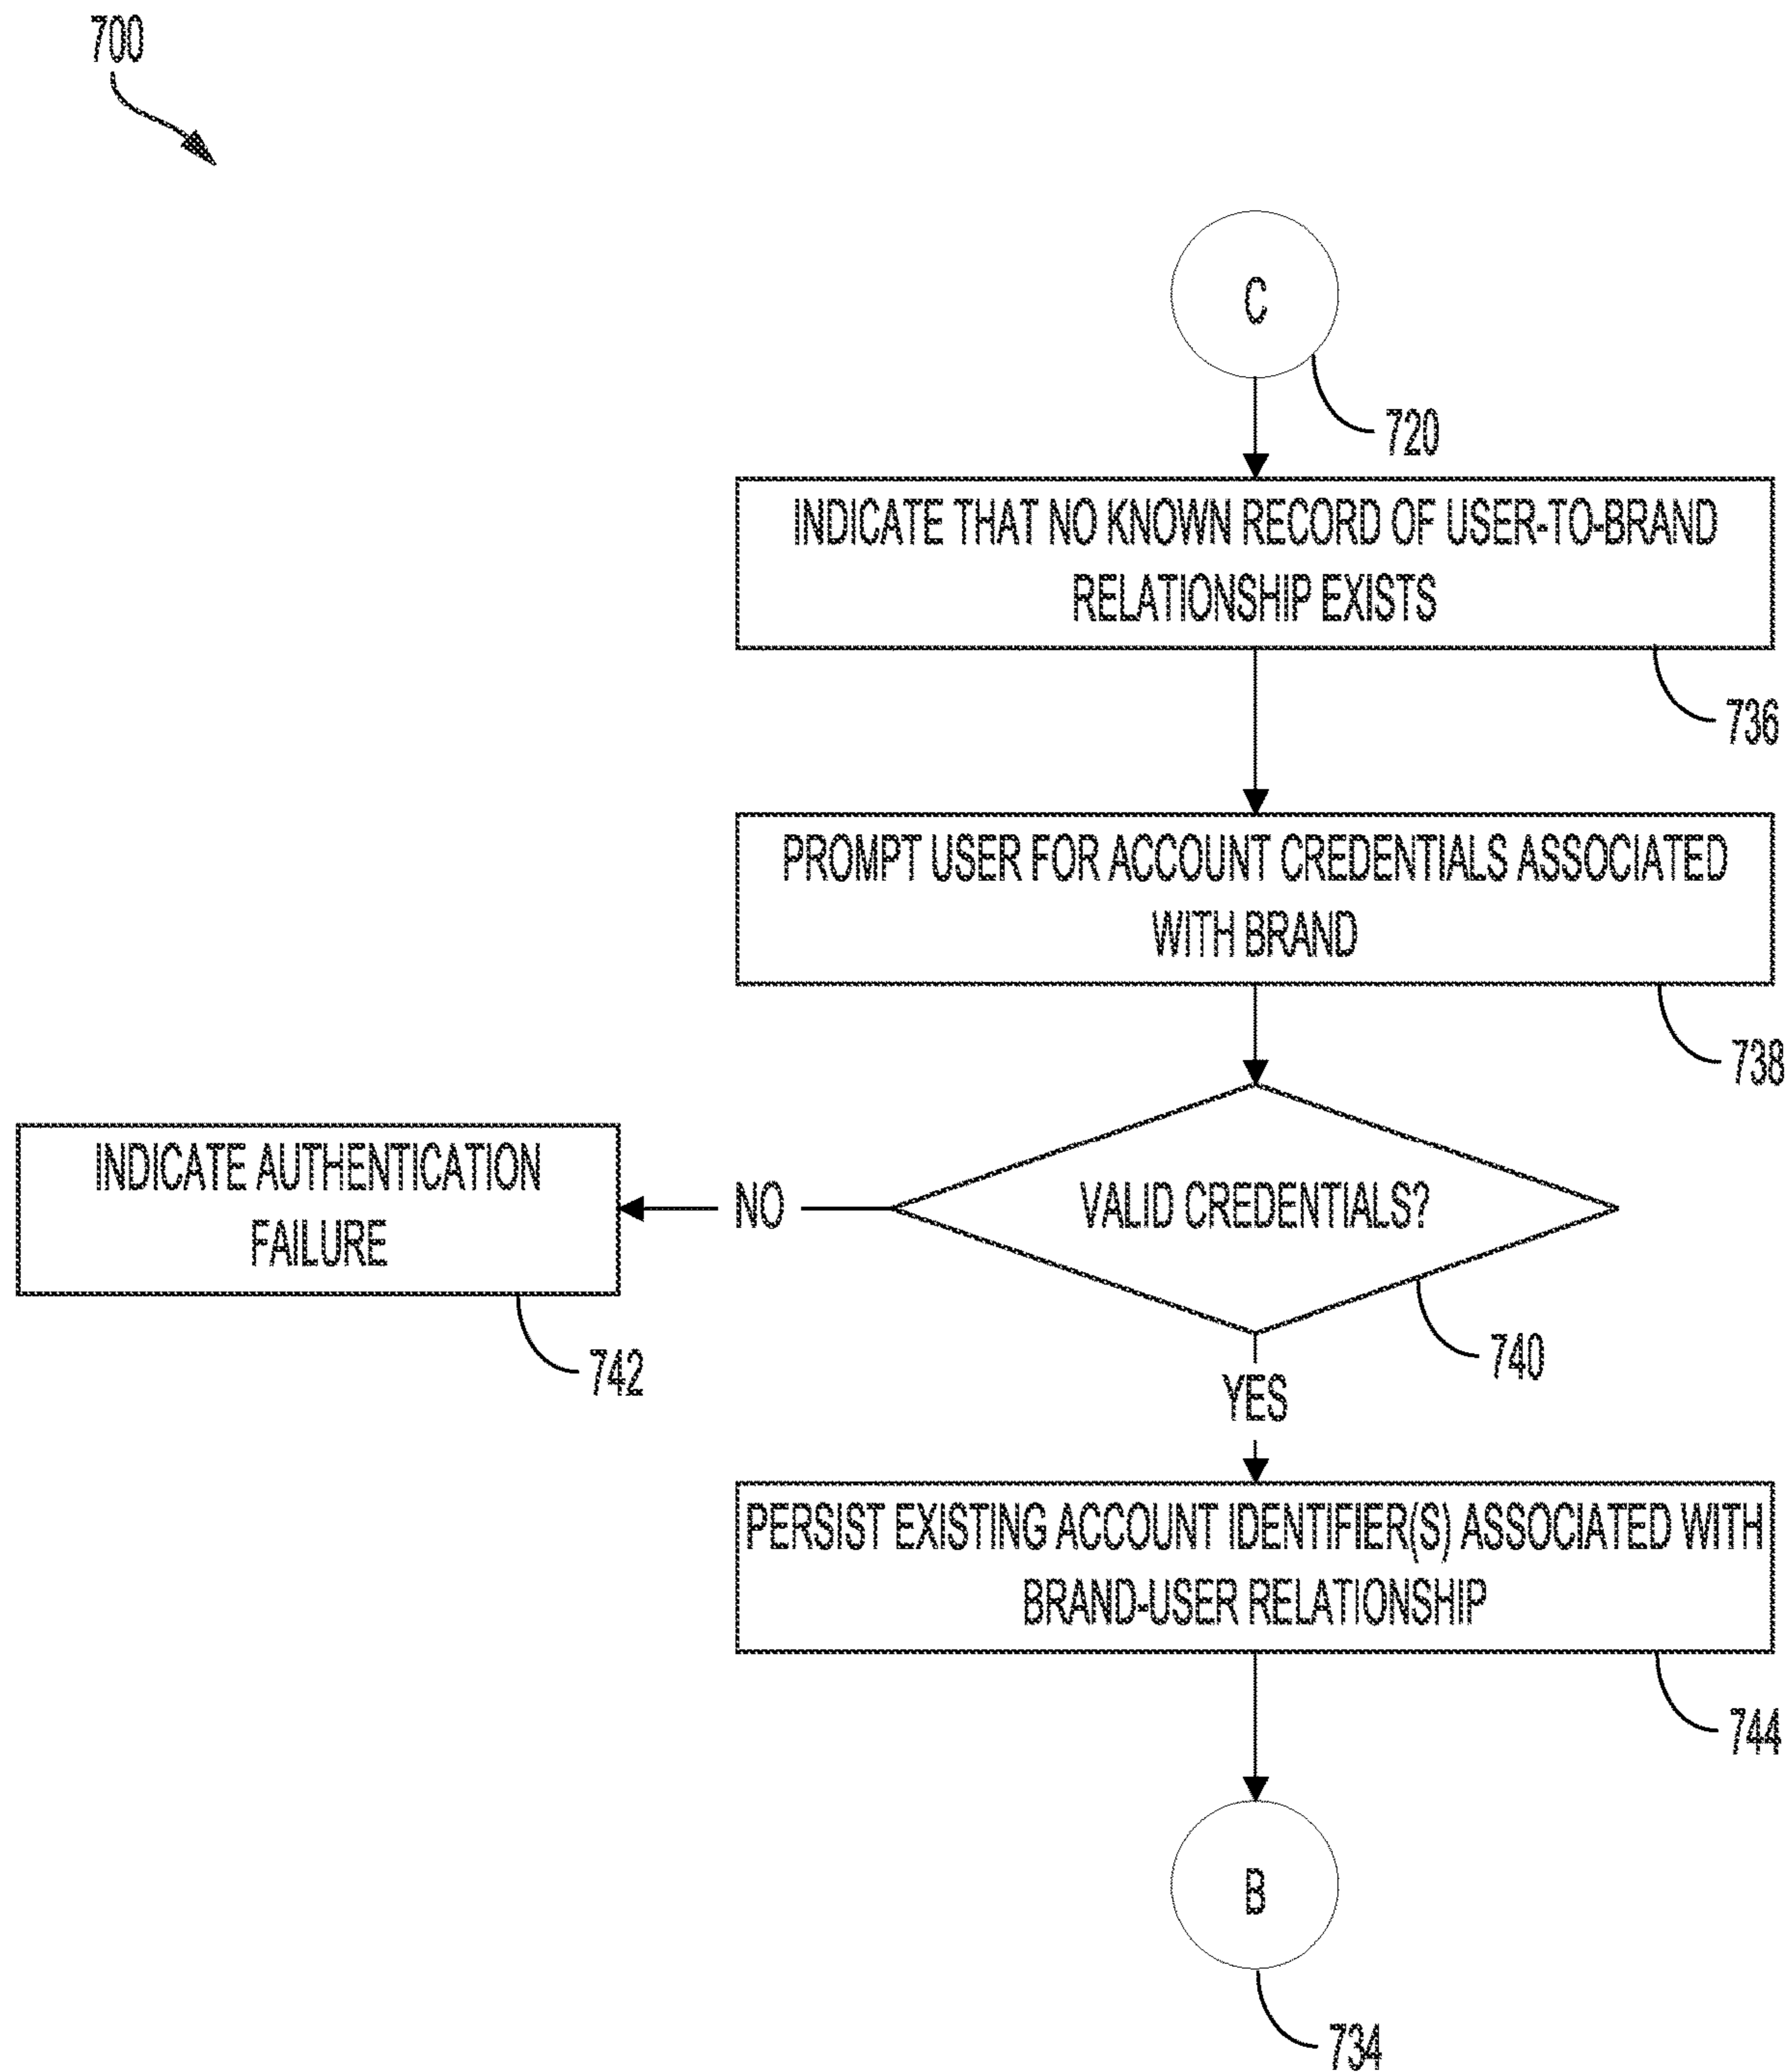 700
C
720
INDICATE THAT NO KNOWN RECORD OF USER-TO-BRAND
RELATIONSHIP EXISTS
736
PROMPT USER FOR ACCOUNT CREDENTIALS ASSOCIATED
WITH BRAND
738
INDICATE AUTHENTICATION
FAILURE
NO
VALID CREDENTIALS?
742
740
YES
PERSIST EXISTING ACCOUNT IDENTIFIER(S) ASSOCIATED WITH
BRAND-USER RELATIONSHIP
744
B
734